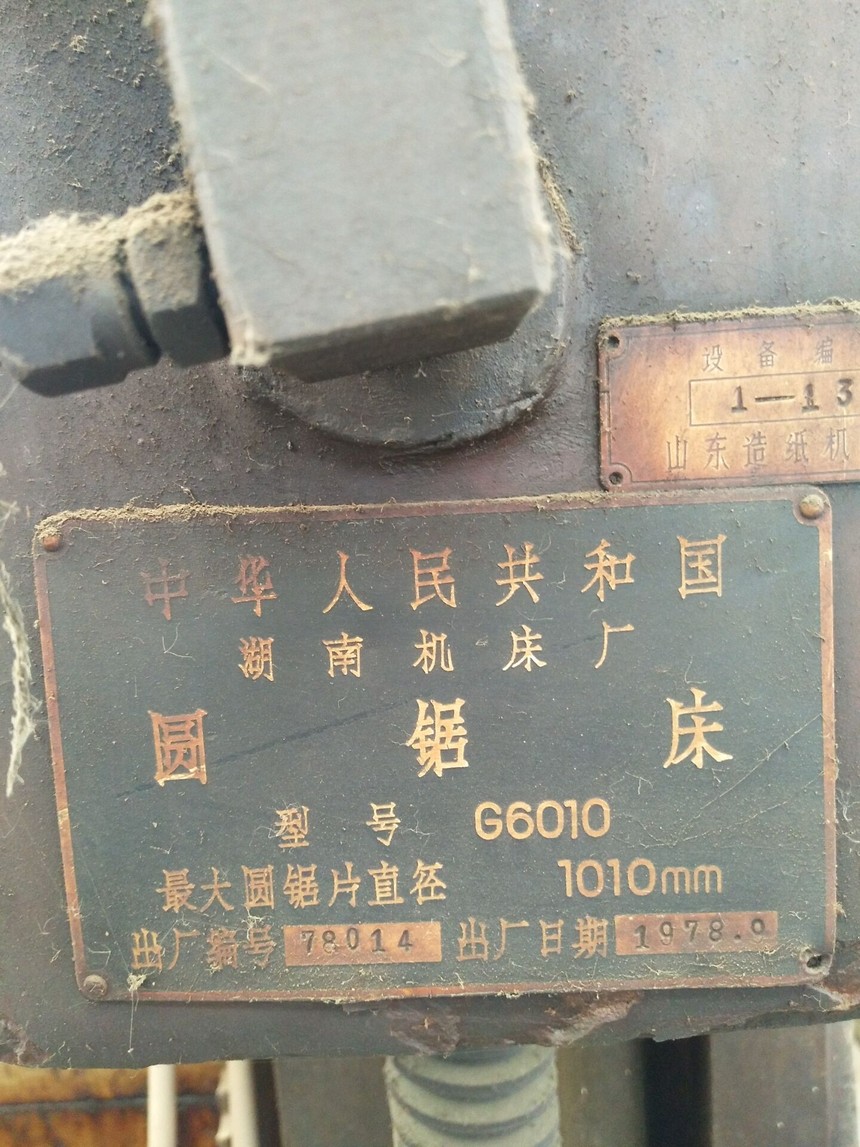 设备编
1—13
山东造纸机
中华人民共和国
湖南机床厂
圆锯床
型号 G6010
最大圆锯片直径 1010mm
出厂编号 78014 出厂日期 1978.9